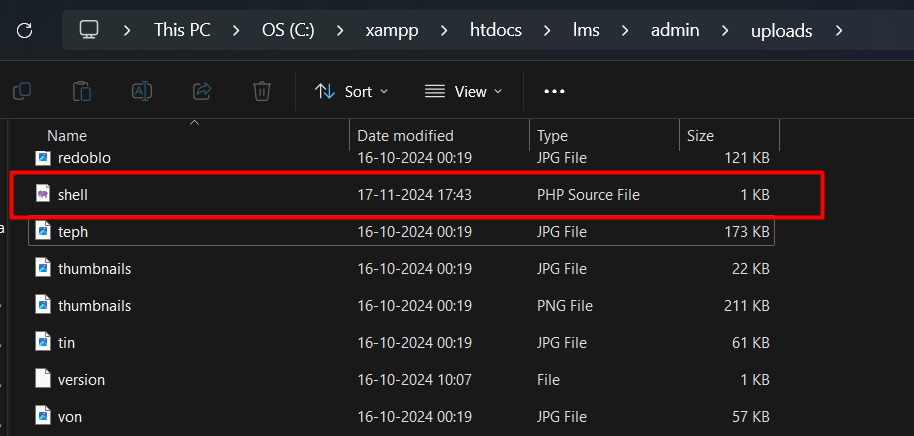 This PC > OS (C:) > xampp > htdocs > lms > admin > uploads >
Sort View
Name Date modified Type Size
redoblo 16-10-2024 00:19 JPG File 121 KB
shell 17-11-2024 17:43 PHP Source File 1 KB
teph 16-10-2024 00:19 JPG File 173 KB
thumbnails 16-10-2024 00:19 JPG File 22 KB
thumbnails 16-10-2024 00:19 PNG File 211 KB
tin 16-10-2024 00:19 JPG File 61 KB
version 16-10-2024 10:07 File 1 KB
von 16-10-2024 00:19 JPG File 57 KB